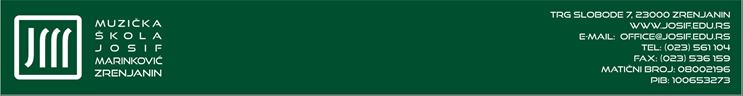 MUZIČKA
ŠKOLA
JOSIF
MARINKOVIĆ
ZRENJANIN
TRG SLOBODE 7, 23000 ZRENJANIN
WWW.JOSIF.EDU.RS
E-MAIL: OFFICE@JOSIF.EDU.RS
TEL: (023) 561 104
FAX: (023) 536 159
MATIČNI BROJ: 08002196
PIB: 100653273